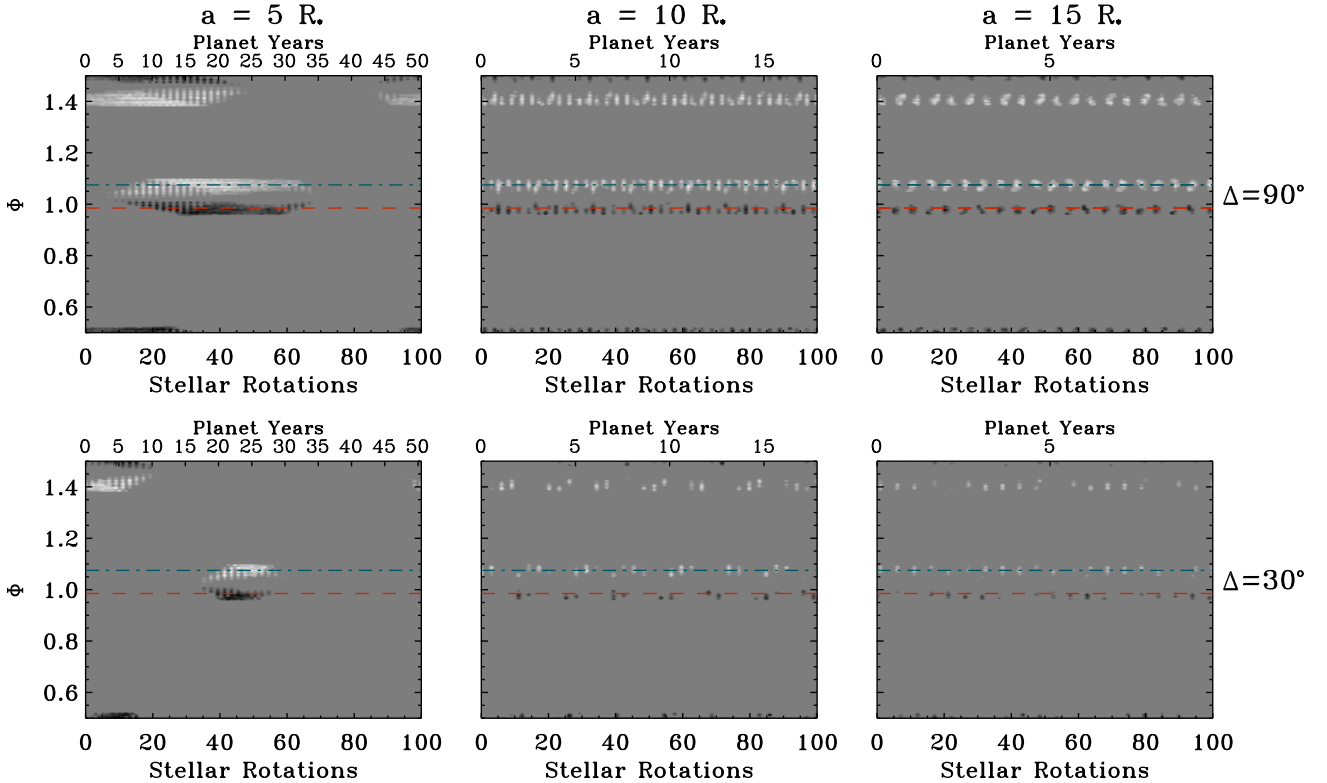 a = 5 R*
a = 10 R*
a = 15 R*
Planet Years
Planet Years
Planet Years
0 5 10 15 20 25 30 35 40 45 50
0 5 10 15
0 5
Φ
1.4
1.2
1.0
0.8
0.6
Δ=90°
0 20 40 60 80 100
0 20 40 60 80 100
0 20 40 60 80 100
Stellar Rotations
Stellar Rotations
Stellar Rotations
Planet Years
Planet Years
Planet Years
0 5 10 15 20 25 30 35 40 45 50
0 5 10 15
0 5
Φ
1.4
1.2
1.0
0.8
0.6
Δ=30°
0 20 40 60 80 100
0 20 40 60 80 100
0 20 40 60 80 100
Stellar Rotations
Stellar Rotations
Stellar Rotations